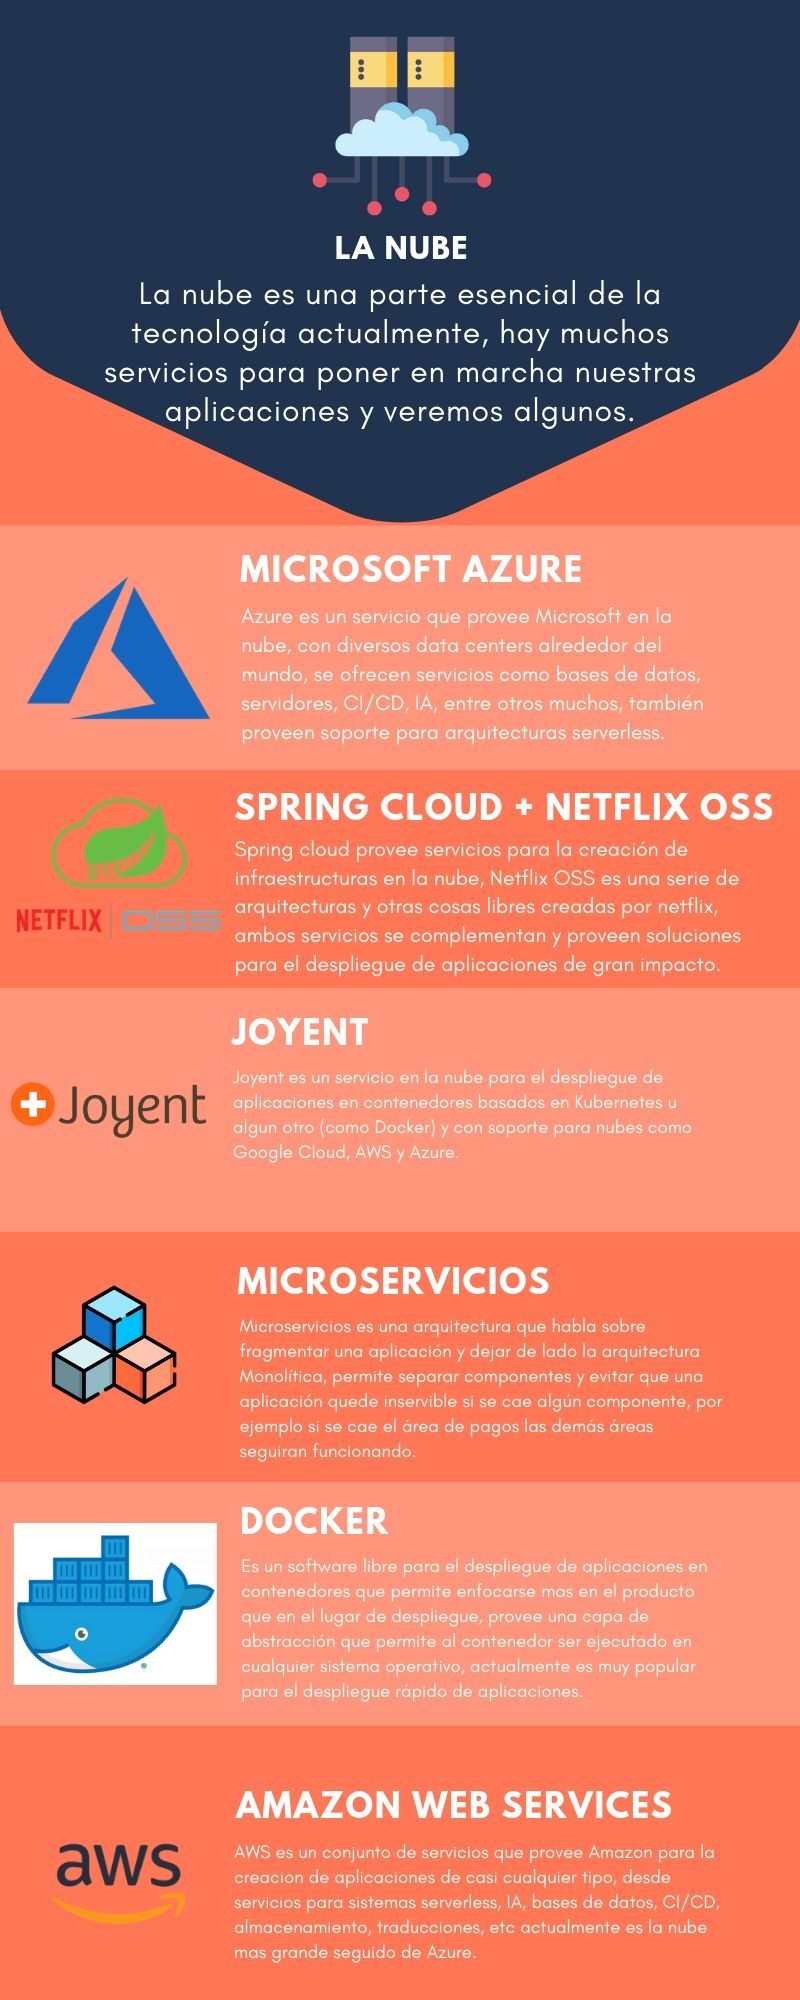 LA NUBE
La nube es una parte esencial de la
tecnología actualmente, hay muchos
servicios para poner en marcha nuestras
aplicaciones y veremos algunos.
MICROSOFT AZURE
Azure es un servicio que provee Microsoft en la
nube, con diversos data centers alrededor del
mundo, se ofrecen servicios como bases de datos,
servidores, CI/CD, IA, entre otros muchos, también
proveen soporte para arquitecturas serverless.
SPRING CLOUD + NETFLIX OSS
Spring cloud provee servicios para la creación de
infraestructuras en la nube, Netflix OSS es una serie de
arquitecturas y otras cosas libres creadas por netflix,
ambos servicios se complementan y proveen soluciones
para el despliegue de aplicaciones de gran impacto.
NETFLIX OSS
JOYENT
Joyent es un servicio en la nube para el despliegue de
aplicaciones en contenedores basados en Kubernetes u
algun otro (como Docker) y con soporte para nubes como
Google Cloud, AWS y Azure.
Joyent
MICROSERVICIOS
Microservicios es una arquitectura que habla sobre
fragmentar una aplicación y dejar de lado la arquitectura
Monolítica, permite separar componentes y evitar que una
aplicación quede inservible si se cae algún componente, por
ejemplo si se cae el área de pagos las demás áreas
seguiran funcionando.
DOCKER
Es un software libre para el despliegue de aplicaciones en
contenedores que permite enfocarse mas en el producto
que en el lugar de despliegue, provee una capa de
abstracción que permite al contenedor ser ejecutado en
cualquier sistema operativo, actualmente es muy popular
para el despliegue rápido de aplicaciones.
®
AMAZON WEB SERVICES
AWS es un conjunto de servicios que provee Amazon para la
creacion de aplicaciones de casi cualquier tipo, desde
servicios para sistemas serverless, IA, bases de datos, CI/CD,
almacenamiento, traducciones, etc actualmente es la nube
mas grande seguido de Azure.
aws